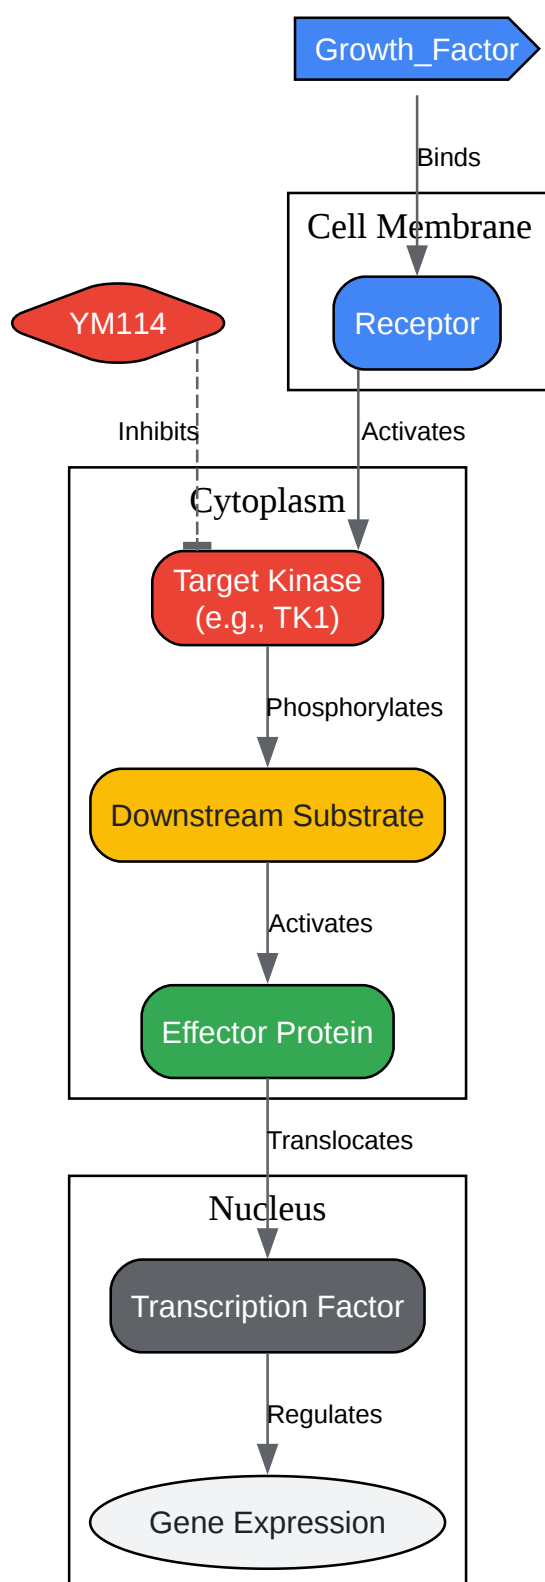 Growth_Factor
Binds
Cell Membrane
YM114
Receptor
Inhibits
Activates
Cytoplasm
Target Kinase
(e.g., TK1)
Phosphorylates
Downstream Substrate
Activates
Effector Protein
Translocates
Nucleus
Transcription Factor
Regulates
Gene Expression